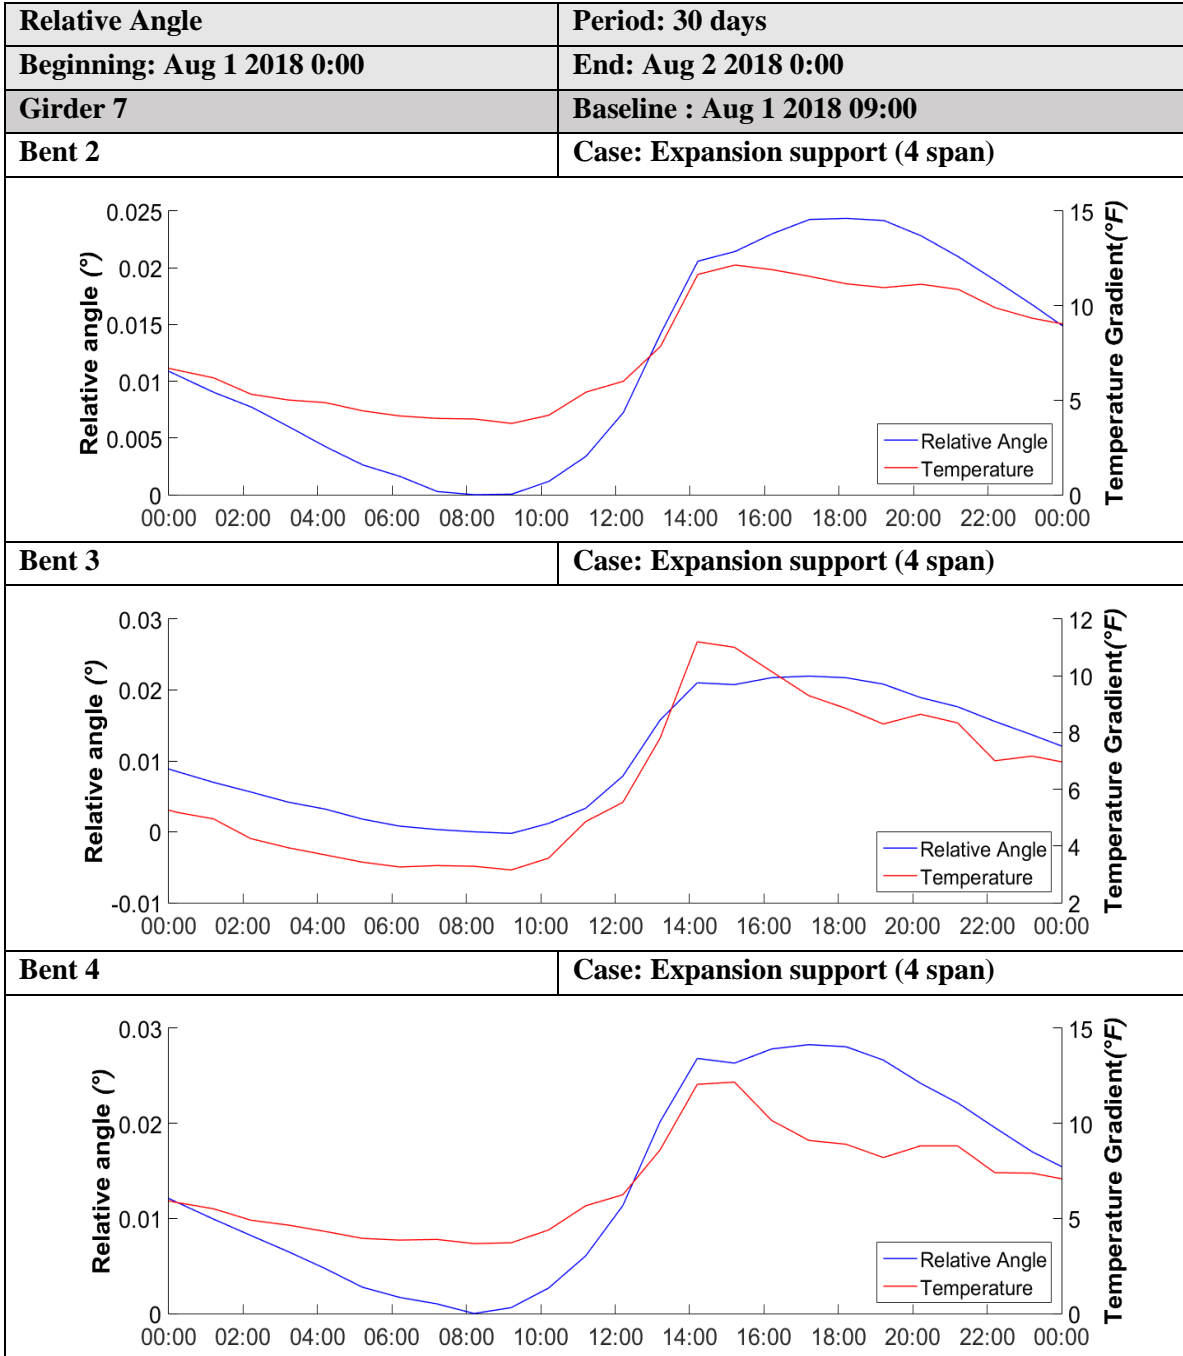 Relative Angle Period: 30 days
Beginning: Aug 1 2018 0:00 End: Aug 2 2018 0:00
Girder 7 Baseline : Aug 1 2018 09:00
Bent 2 Case: Expansion support (4 span)
Relative angle (°)
0.025
0.02
0.015
0.01
0.005
0
15
10
5
0
Temperature Gradient(°F)
Relative Angle
Temperature
00:00 02:00 04:00 06:00 08:00 10:00 12:00 14:00 16:00 18:00 20:00 22:00 00:00
Bent 3 Case: Expansion support (4 span)
Relative angle (°)
0.03
0.02
0.01
0
-0.01
12
10
8
6
4
2
Temperature Gradient(°F)
Relative Angle
Temperature
00:00 02:00 04:00 06:00 08:00 10:00 12:00 14:00 16:00 18:00 20:00 22:00 00:00
Bent 4 Case: Expansion support (4 span)
Relative angle (°)
0.03
0.02
0.01
0
15
10
5
0
Temperature Gradient(°F)
Relative Angle
Temperature
00:00 02:00 04:00 06:00 08:00 10:00 12:00 14:00 16:00 18:00 20:00 22:00 00:00